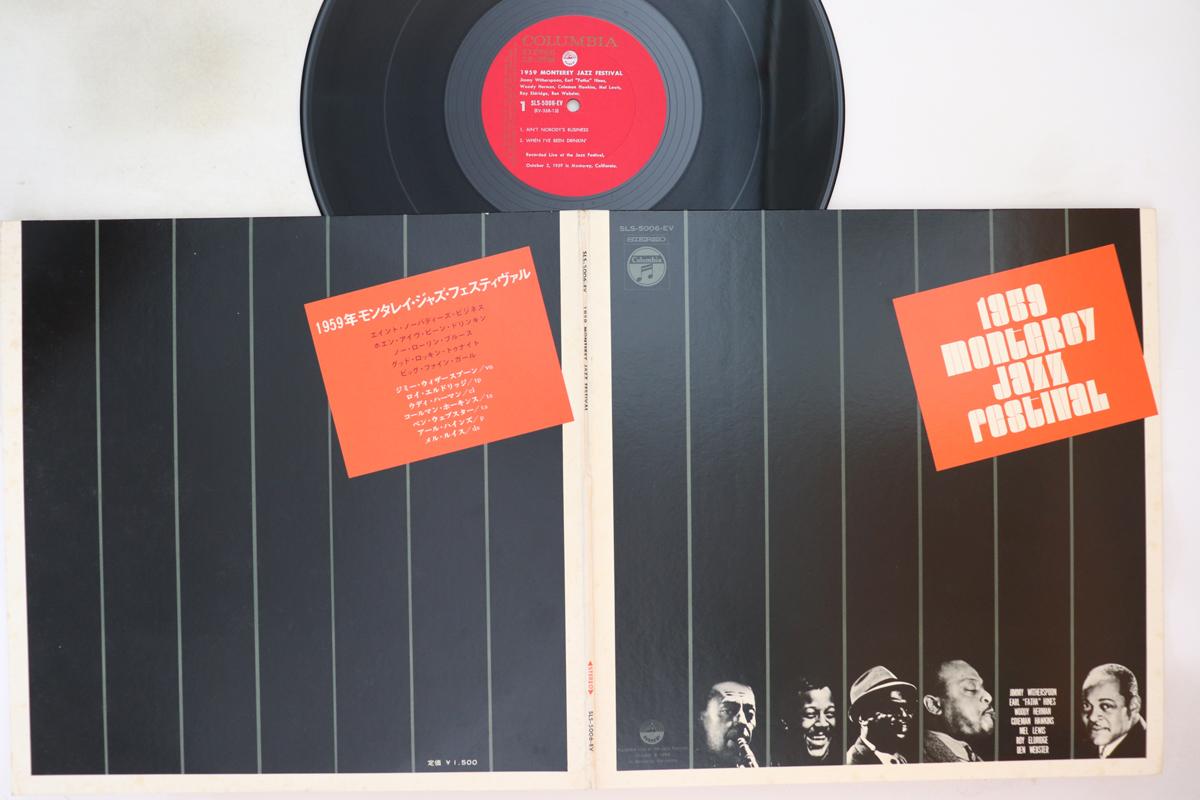 COLUMBIA
1959 MONTEREY JAZZ FESTIVAL
Jimmy Witherspoon, Earl "Fatha" Hines,
Woody Herman, Coleman Hawkins, Mel Lewis,
Roy Eldridge, Ben Webster,
1
SLS-5006-EV
1. AIN'T NOBODY'S BUSINESS
2. WHEN I'VE BEEN DRINKIN'
Recorded Live at the Jazz Festival,
October 2, 1959 in Monterey, California.
1959年モンタレイ・ジャズ・フェスティヴァル
エイント・ノーバディーズ・ビジネス
ホエン・アイヴ・ビーン・ドリンキン
ノー・ローリン・ブルース
グッド・ロッキン・トゥナイト
ビッグ・ファイン・ガール
ジミー・ウィザースプーン/vo
ロイ・エルドリッジ/tp
ウディ・ハーマン/cl
コールマン・ホーキンス/ts
ベン・ウェブスター/ts
アール・ハインズ/p
メル・ルイス/ds
定価 ¥1,500
SLS-5006-EV 1959 MONTEREY JAZZ FESTIVAL
STEREO
SLS-5006-EV
SLS-5006-EV
STEREO
Columbia
1959
monterey
jazz
festival
JIMMY WITHERSPOON
EARL "FATHA" HINES
WOODY HERMAN
COLEMAN HAWKINS
MEL LEWIS
ROY ELDRIDGE
BEN WEBSTER